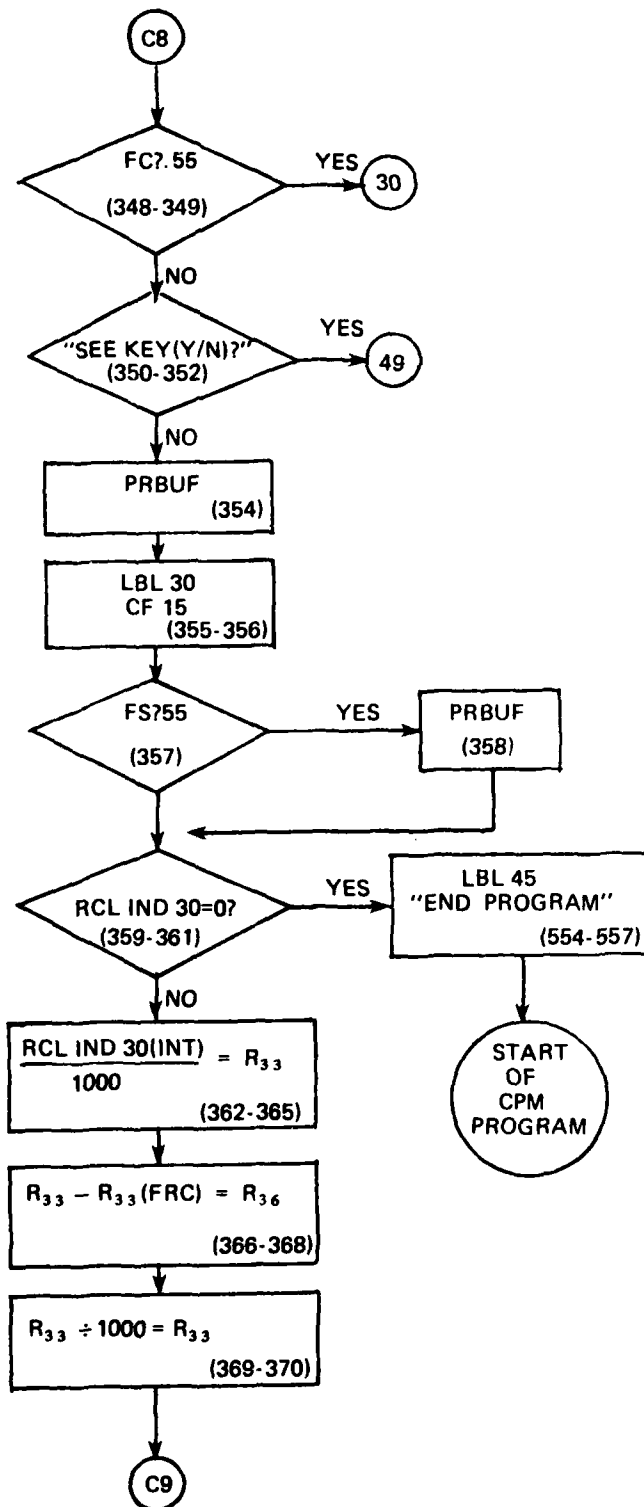 C8
FC?.55
(348-349)
YES
30
NO
"SEE KEY(Y/N)?"
(350-352)
YES
49
NO
PRBUF
(354)
LBL 30
CF 15
(355-356)
FS?55
(357)
YES
PRBUF
(358)
RCL IND 30=0?
(359-361)
YES
LBL 45
"END PROGRAM"
(554-557)
NO
START
OF
CPM
PROGRAM
RCL IND 30(INT)
1000
= R₃₃
(362-365)
R₃₃ − R₃₃(FRC) = R₃₆
(366-368)
R₃₃ ÷ 1000 = R₃₃
(369-370)
C9